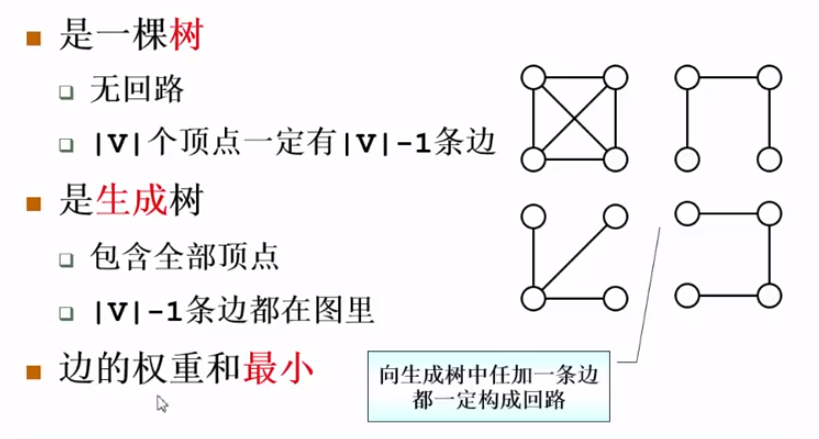 是一棵树
无回路
|V|个顶点一定有|V|-1条边
是生成树
包含全部顶点
|V|-1条边都在图里
边的权重和最小
向生成树中任加一条边
都一定构成回路